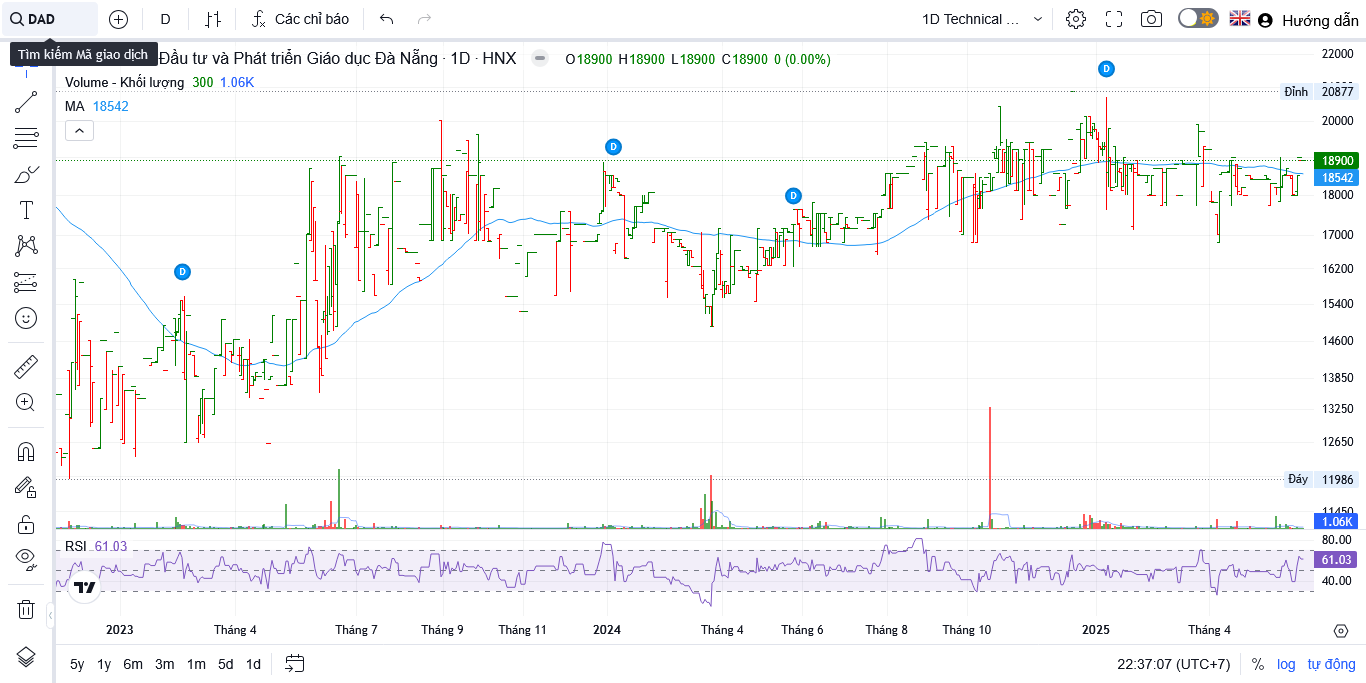 DAD
D
Các chỉ báo
1D Technical ...
Hướng dẫn
Tìm kiếm Mã giao dịch
Đầu tư và Phát triển Giáo dục Đà Nẵng · 1D · HNX
O18900 H18900 L18900 C18900 0 (0.00%)
Volume - Khối lượng 300 1.06K
MA 18542
D
D
D
D
22000
Đỉnh 20877
20000
18900
18542
18000
17000
16200
15400
14600
13850
13250
12650
Đáy 11986
11450
1.06K
RSI 61.03
80.00
61.03
40.00
2023 Tháng 4 Tháng 7 Tháng 9 Tháng 11 2024 Tháng 4 Tháng 6 Tháng 8 Tháng 10 2025 Tháng 4
5y 1y 6m 3m 1m 5d 1d
22:37:07 (UTC+7) % log tự động